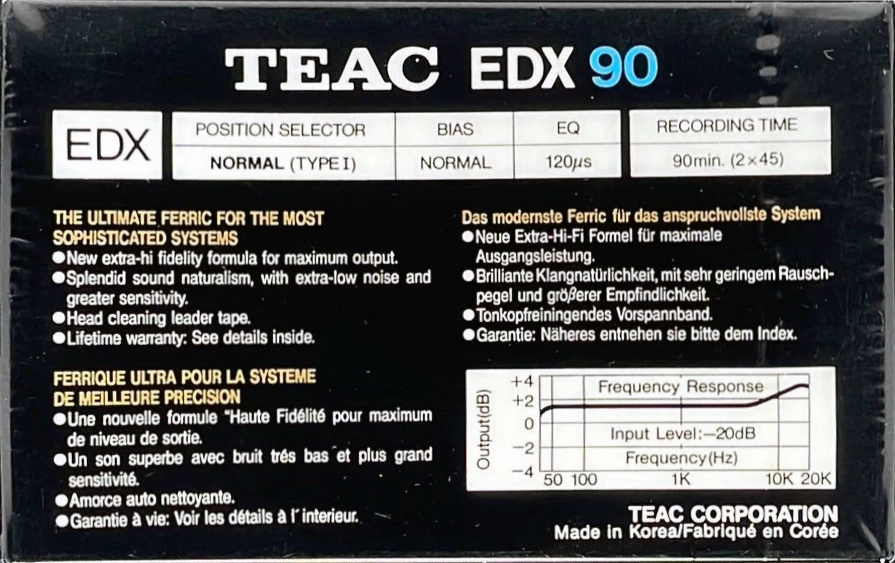 TEAC EDX 90
EDX
POSITION SELECTOR BIAS EQ RECORDING TIME
NORMAL (TYPE I) NORMAL 120μs 90min. (2×45)
THE ULTIMATE FERRIC FOR THE MOST
SOPHISTICATED SYSTEMS
●New extra-hi fidelity formula for maximum output.
●Splendid sound naturalism, with extra-low noise and
greater sensitivity.
●Head cleaning leader tape.
●Lifetime warranty: See details inside.
FERRIQUE ULTRA POUR LA SYSTEME
DE MEILLEURE PRECISION
●Une nouvelle formule "Haute Fidélité pour maximum
de niveau de sortie.
●Un son superbe avec bruit trés bas et plus grand
sensitivité.
●Amorce auto nettoyante.
●Garantie à vie: Voir les détails à l' interieur.
Das modernste Ferric für das anspruchvollste System
●Neue Extra-Hi-Fi Formel für maximale
Ausgangsleistung.
●Brilliante Klangnatürlichkeit, mit sehr geringem Rausch-
pegel und größerer Empfindlichkeit.
●Tonkopfreiningendes Vorspannband.
●Garantie: Näheres entnehen sie bitte dem Index.
Output(dB)
+4
+2
0
−2
−4
Frequency Response
Input Level:−20dB
Frequency(Hz)
50 100 1K 10K 20K
TEAC CORPORATION
Made in Korea/Fabriqué en Corée